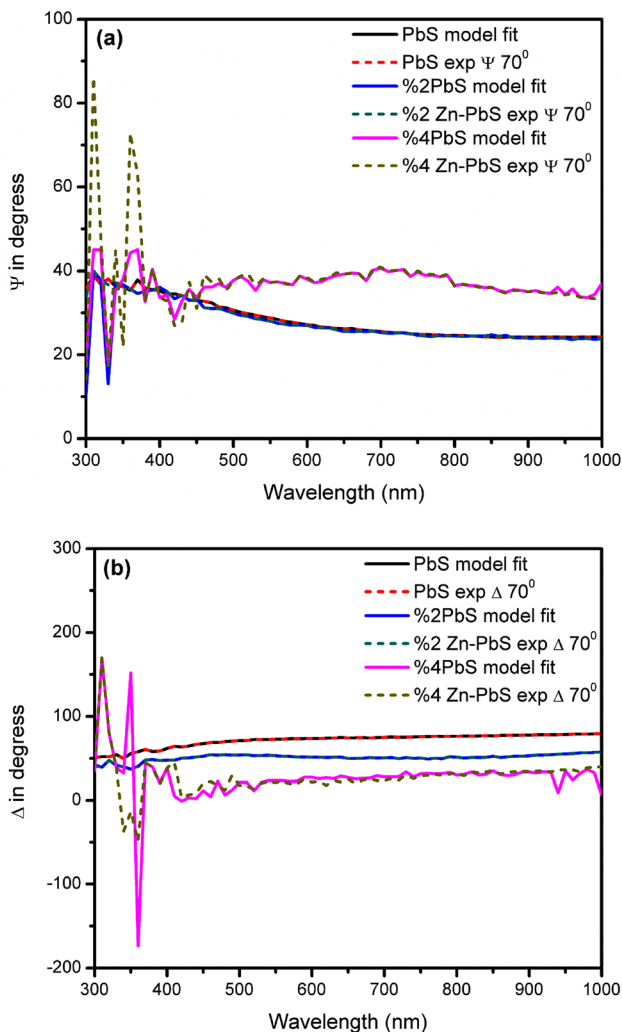 (a)
PbS model fit
PbS exp Ψ 70⁰
%2PbS model fit
%2 Zn-PbS exp Ψ 70⁰
%4PbS model fit
%4 Zn-PbS exp Ψ 70⁰
Ψ in degress
100
80
60
40
20
0
300 400 500 600 700 800 900 1000
Wavelength (nm)
(b)
PbS model fit
PbS exp Δ 70⁰
%2PbS model fit
%2 Zn-PbS exp Δ 70⁰
%4PbS model fit
%4 Zn-PbS exp Δ 70⁰
Δ in degress
300
200
100
0
-100
-200
300 400 500 600 700 800 900 1000
Wavelength (nm)